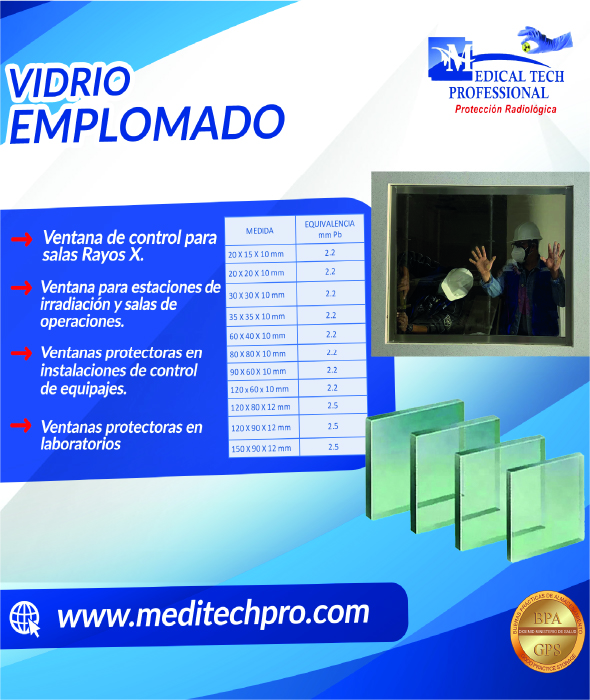 MEDICAL TECH
PROFESSIONAL
Protección Radiológica
VIDRIO
EMPLOMADO
Ventana de control para
salas Rayos X.
Ventana para estaciones de
irradiación y salas de
operaciones.
Ventanas protectoras en
instalaciones de control
de equipajes.
Ventanas protectoras en
laboratorios
MEDIDA EQUIVALENCIA mm Pb
20 X 15 X 10 mm 2.2
20 X 20 X 10 mm 2.2
30 X 30 X 10 mm 2.2
35 X 35 X 10 mm 2.2
60 X 40 X 10 mm 2.2
80 X 80 X 10 mm 2.2
90 X 60 X 10 mm 2.2
120 x 60 x 10 mm 2.2
120 X 80 X 12 mm 2.5
120 X 90 X 12 mm 2.5
150 X 90 X 12 mm 2.5
www.meditechpro.com
BPA
GPS